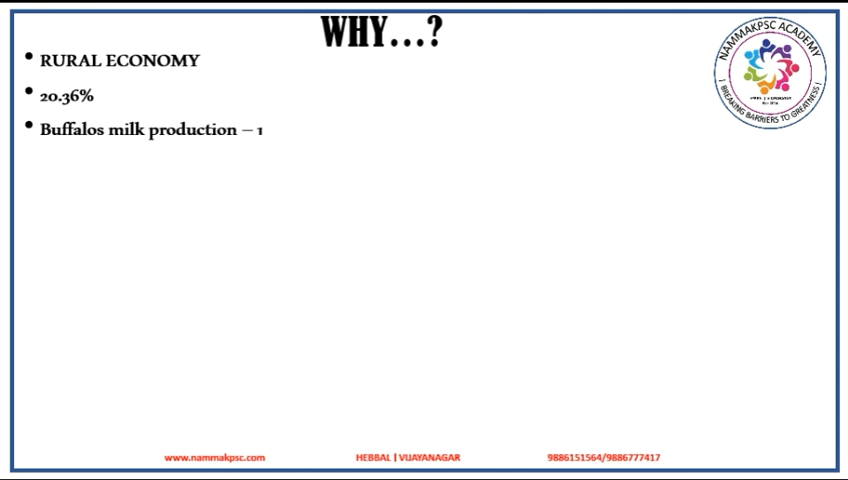 WHY...?
NAMMAKPSC ACADEMY
! BREAKING BARRIERS TO GREATNESS !
• RURAL ECONOMY
• 20.36%
• Buffalos milk production – 1
www.nammakpsc.com
HEBBAL | VIJAYANAGAR
9886151564/9886777417